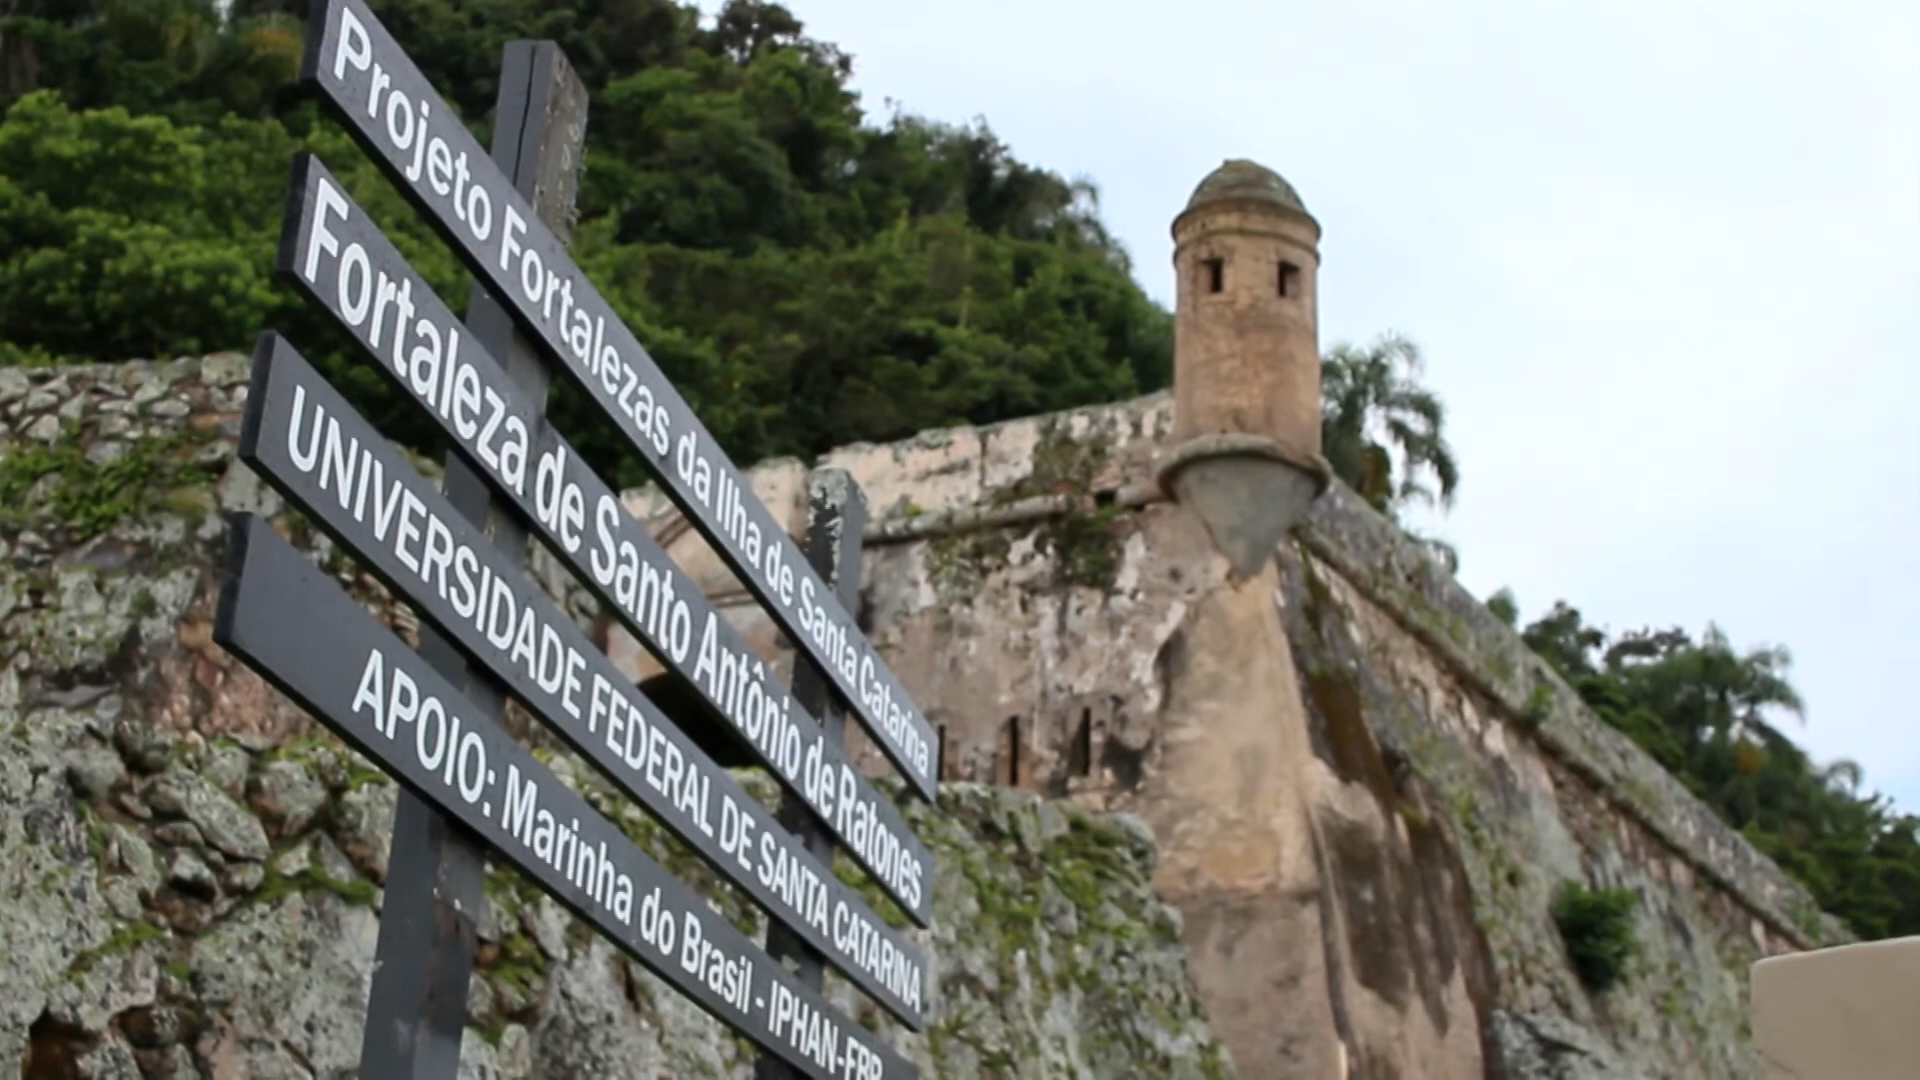 Projeto Fortalezas da Ilha de Santa Catarina
Fortaleza de Santo Antônio de Ratones
UNIVERSIDADE FEDERAL DE SANTA CATARINA
APOIO: Marinha do Brasil - IPHAN-FBB